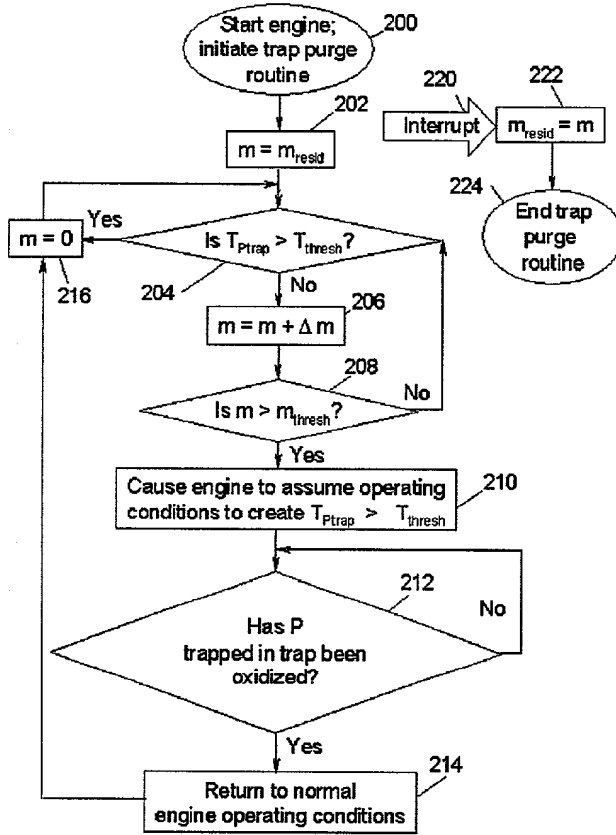 Start engine;
initiate trap purge
routine
200
202
m = m_resid
220
222
Interrupt
m_resid = m
224
End trap
purge
routine
Yes
m = 0
216
Is T_Ptrap > T_thresh?
204
No
206
m = m + Δ m
208
No
Is m > m_thresh?
Yes
210
Cause engine to assume operating
conditions to create T_Ptrap > T_thresh
212
No
Has P
trapped in trap been
oxidized?
Yes
214
Return to normal
engine operating conditions